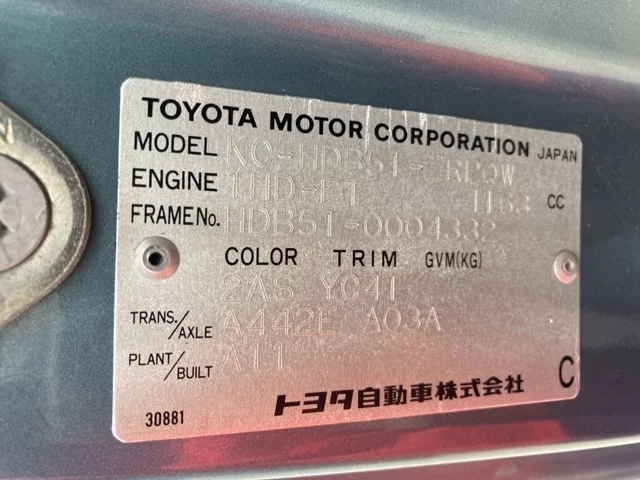 TOYOTA MOTOR CORPORATION JAPAN
MODEL KC-HDB51- RPQW
ENGINE 1HD-FT CC
FRAME No. HDB51-0004332
COLOR TRIM GVM(KG)
2AS YC41
TRANS./AXLE A442E A03A
PLANT/BUILT A11
30881 トヨタ自動車株式会社 C
N